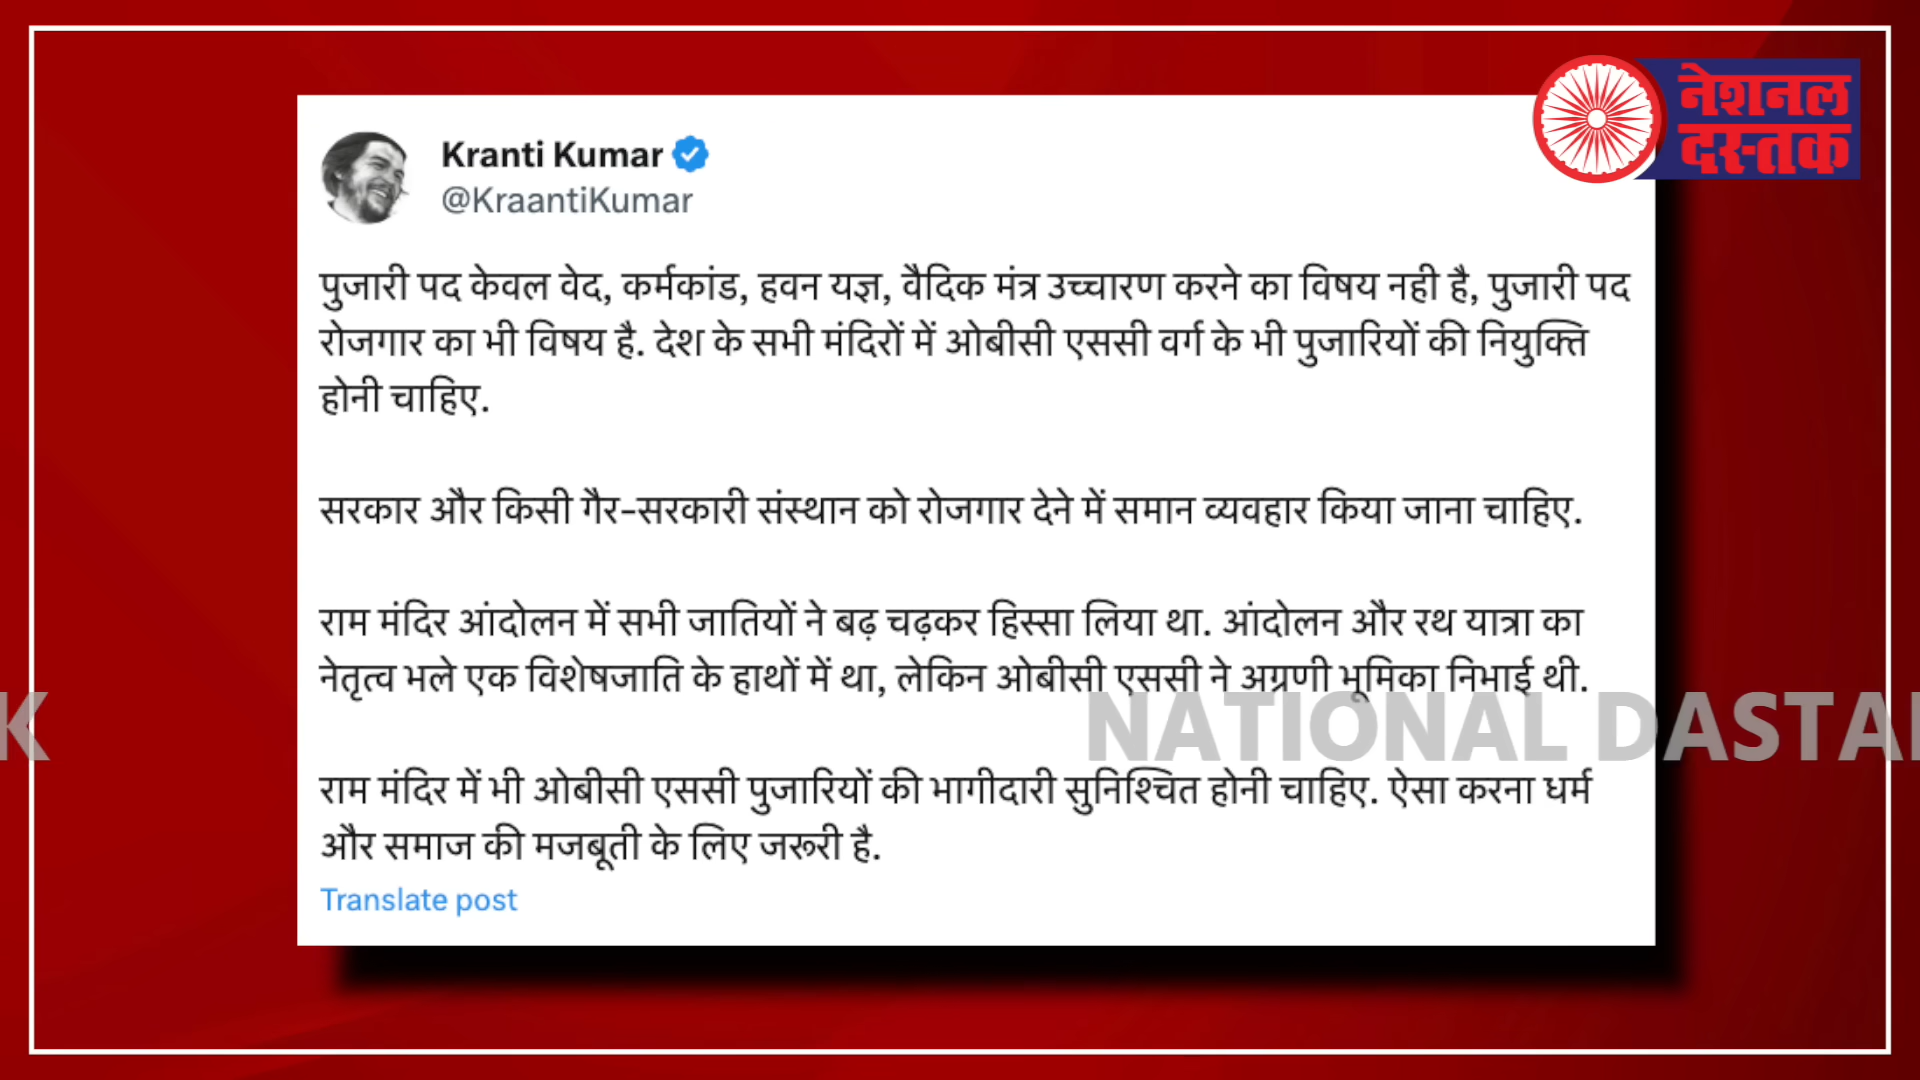 नेशनल
दस्तक
Kranti Kumar
@KraantiKumar
पुजारी पद केवल वेद, कर्मकांड, हवन यज्ञ, वैदिक मंत्र उच्चारण करने का विषय नही है, पुजारी पद
रोजगार का भी विषय है. देश के सभी मंदिरों में ओबीसी एससी वर्ग के भी पुजारियों की नियुक्ति
होनी चाहिए.
सरकार और किसी गैर-सरकारी संस्थान को रोजगार देने में समान व्यवहार किया जाना चाहिए.
राम मंदिर आंदोलन में सभी जातियों ने बढ़ चढ़कर हिस्सा लिया था. आंदोलन और रथ यात्रा का
नेतृत्व भले एक विशेषजाति के हाथों में था, लेकिन ओबीसी एससी ने अग्रणी भूमिका निभाई थी.
K NATIONAL DASTA
राम मंदिर में भी ओबीसी एससी पुजारियों की भागीदारी सुनिश्चित होनी चाहिए. ऐसा करना धर्म
और समाज की मजबूती के लिए जरूरी है.
Translate post